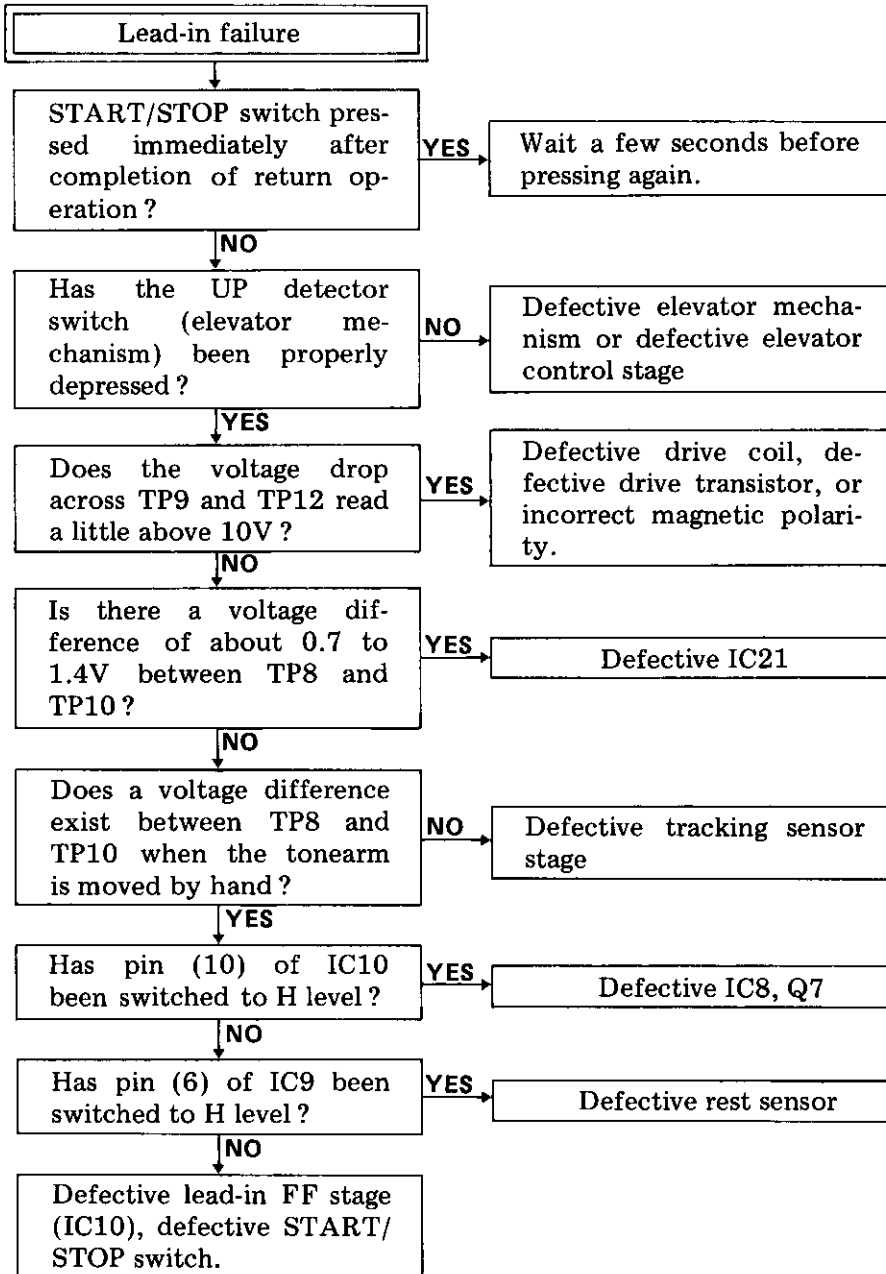 Lead-in failure
START/STOP switch pres-
sed immediately after
completion of return op-
eration?
YES
Wait a few seconds before
pressing again.
NO
Has the UP detector
switch (elevator me-
chanism) been properly
depressed?
NO
Defective elevator mecha-
nism or defective elevator
control stage
YES
Does the voltage drop
across TP9 and TP12 read
a little above 10V?
YES
Defective drive coil, de-
fective drive transistor, or
incorrect magnetic polari-
ty.
NO
Is there a voltage dif-
ference of about 0.7 to
1.4V between TP8 and
TP10?
YES
Defective IC21
NO
Does a voltage difference
exist between TP8 and
TP10 when the tonearm
is moved by hand?
NO
Defective tracking sensor
stage
YES
Has pin (10) of IC10
been switched to H level?
YES
Defective IC8, Q7
NO
Has pin (6) of IC9 been
switched to H level?
YES
Defective rest sensor
NO
Defective lead-in FF stage
(IC10), defective START/
STOP switch.